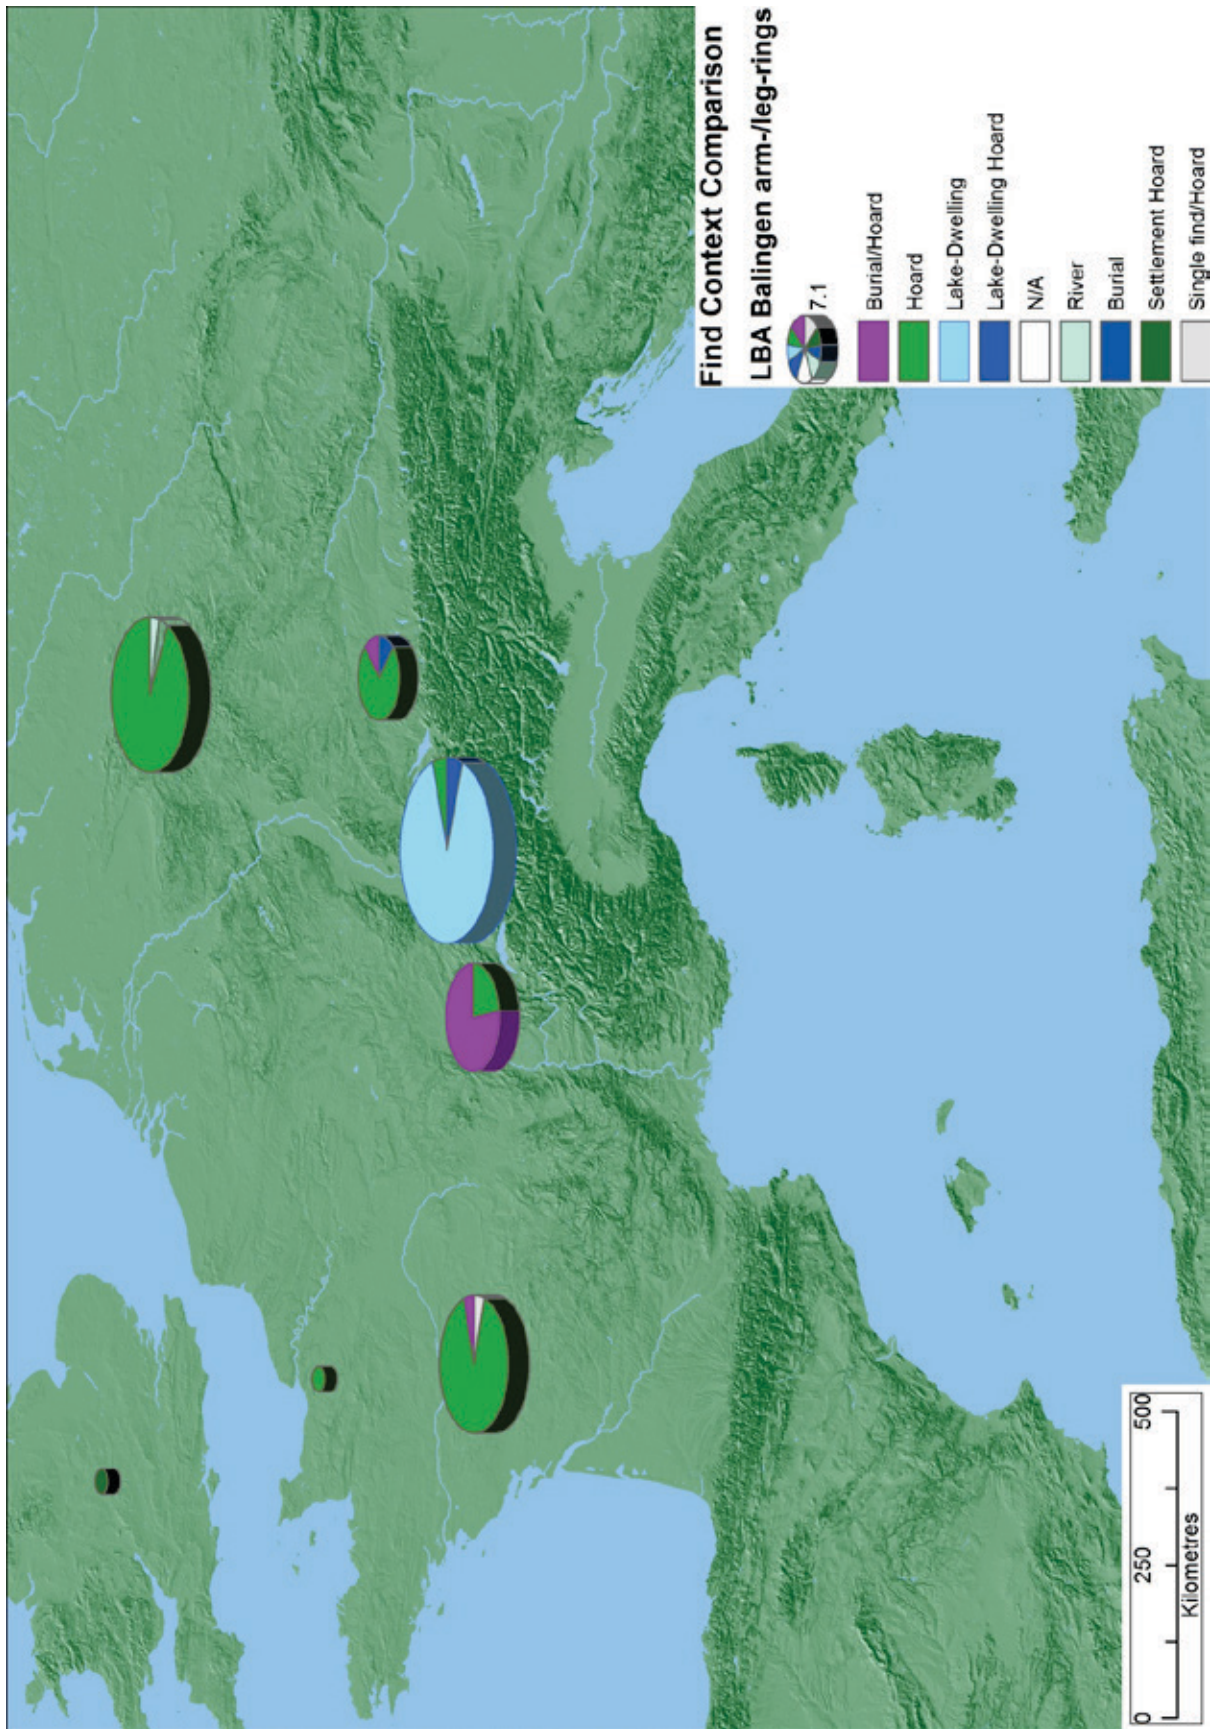 Find Context Comparison
LBA Balingen arm-/leg-rings
7.1
Burial/Hoard
Hoard
Lake-Dwelling
Lake-Dwelling Hoard
N/A
River
Burial
Settlement Hoard
Single find/Hoard
0 250 500
Kilometres